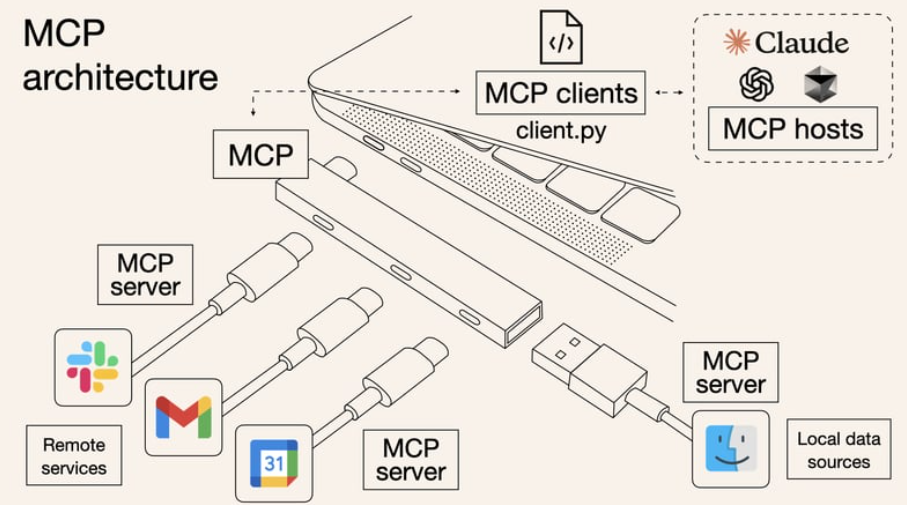 MCP
architecture
MCP clients
client.py
Claude
MCP hosts
MCP
MCP
server
MCP
server
MCP
server
Remote
services
31
Local data
sources
</>